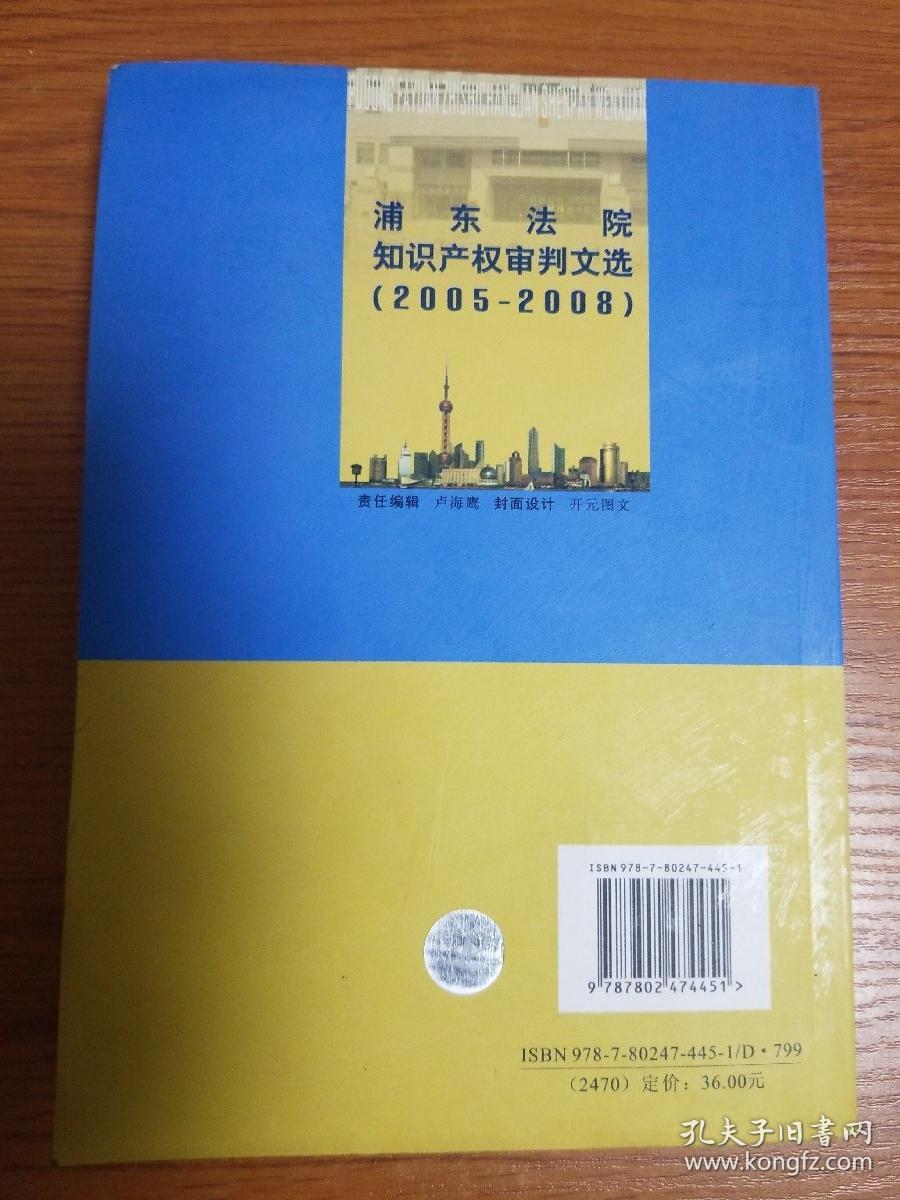 浦东法院
知识产权审判文选
(2005-2008)
责任编辑 卢海鹰 封面设计 开元图文
ISBN 978-7-80247-445-1
9 787802 474451 >
ISBN 978-7-80247-445-1/D·799
(2470) 定价:36.00元
孔夫子旧书网
www.kongfz.com